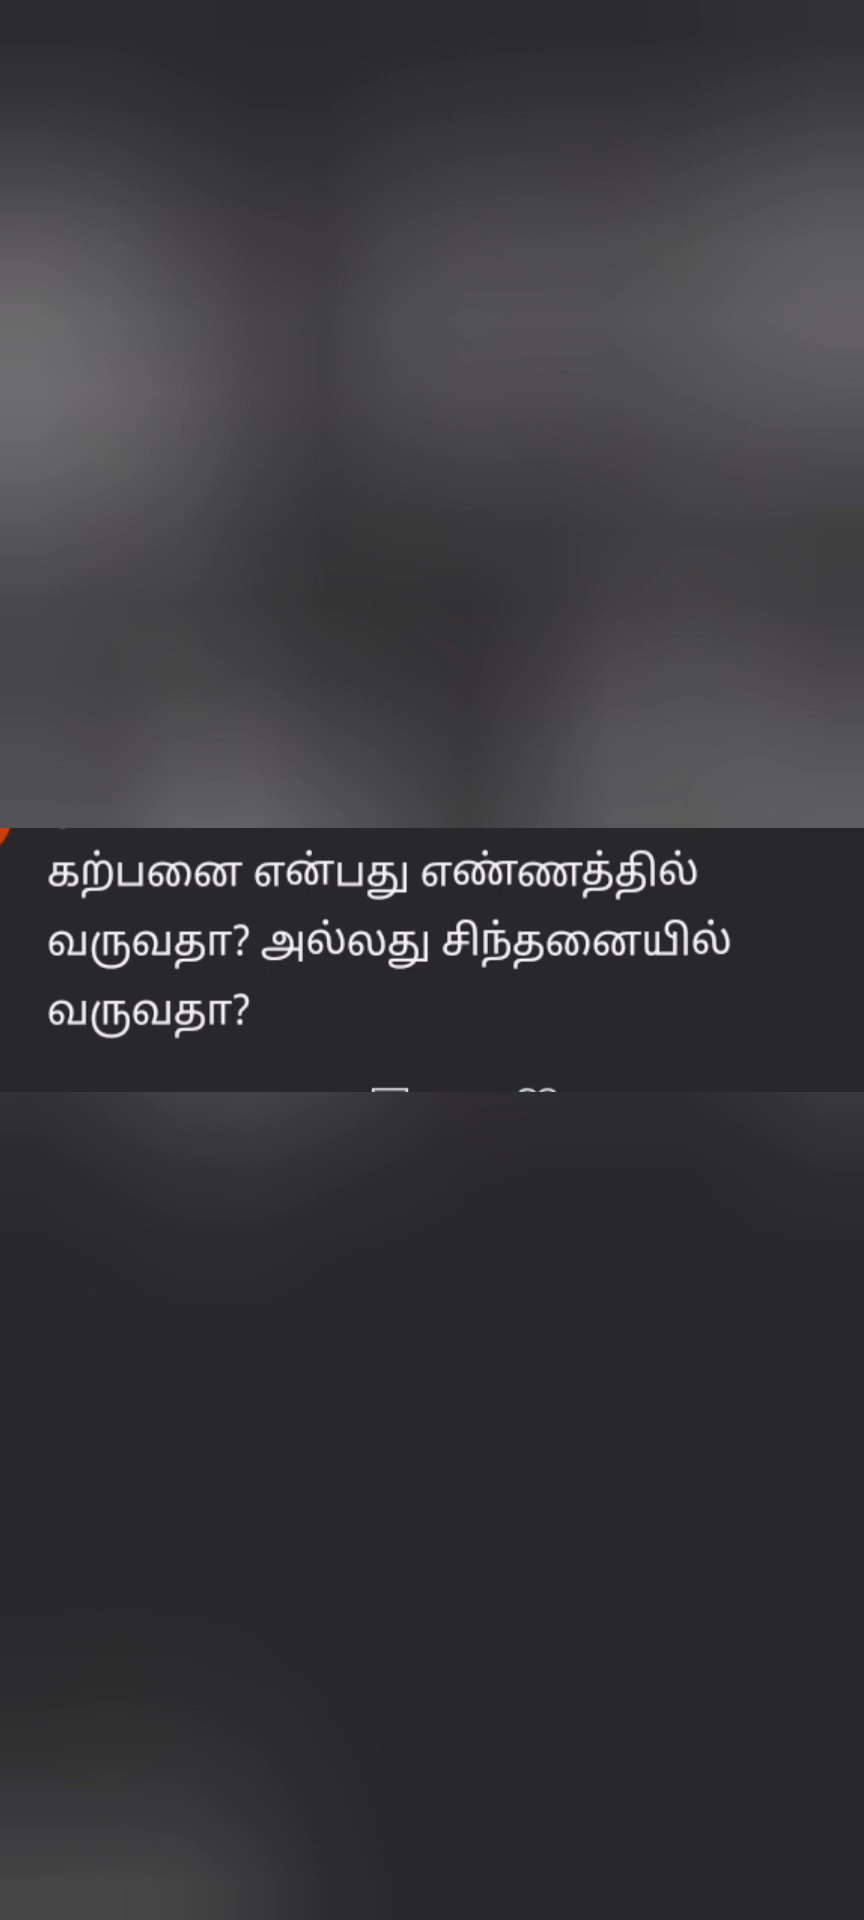 கற்பனை என்பது எண்ணத்தில்
வருவதா? அல்லது சிந்தனையில்
வருவதா?